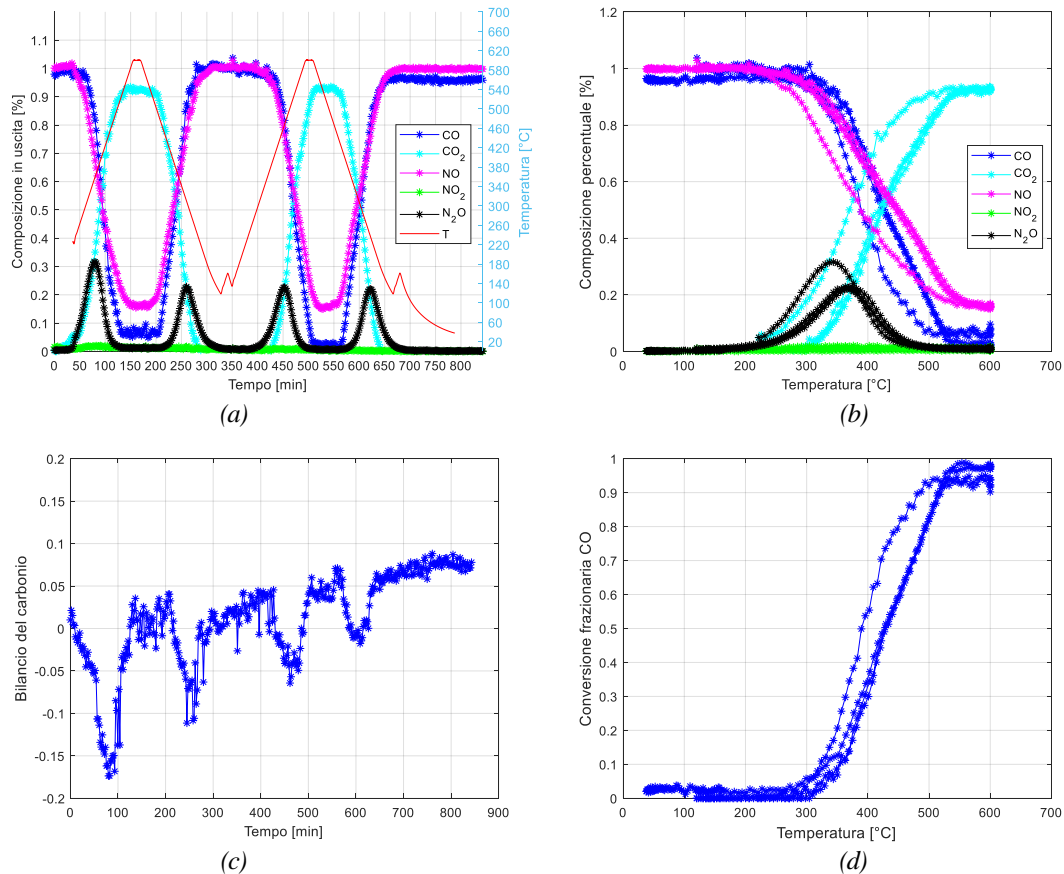 1.1
1
0.9
0.8
0.7
0.6
0.5
0.4
0.3
0.2
0.1
0
Composizione in uscita [%]
700
640
580
540
500
460
420
380
340
300
260
220
180
140
100
60
20
Temperatura [°C]
CO
CO2
NO
NO2
N2O
T
0 50 100 150 200 250 300 350 400 450 500 550 600 650 700 750 800
Tempo [min]
(a)
1.2
1
0.8
0.6
0.4
0.2
0
Composizione percentuale [%]
CO
CO2
NO
NO2
N2O
0 100 200 300 400 500 600 700
Temperatura [°C]
(b)
0.2
0.15
0.1
0.05
0
-0.05
-0.1
-0.15
-0.2
Bilancio del carbonio
0 100 200 300 400 500 600 700 800 900
Tempo [min]
(c)
1
0.9
0.8
0.7
0.6
0.5
0.4
0.3
0.2
0.1
0
Conversione frazionaria CO
0 100 200 300 400 500 600 700
Temperatura [°C]
(d)